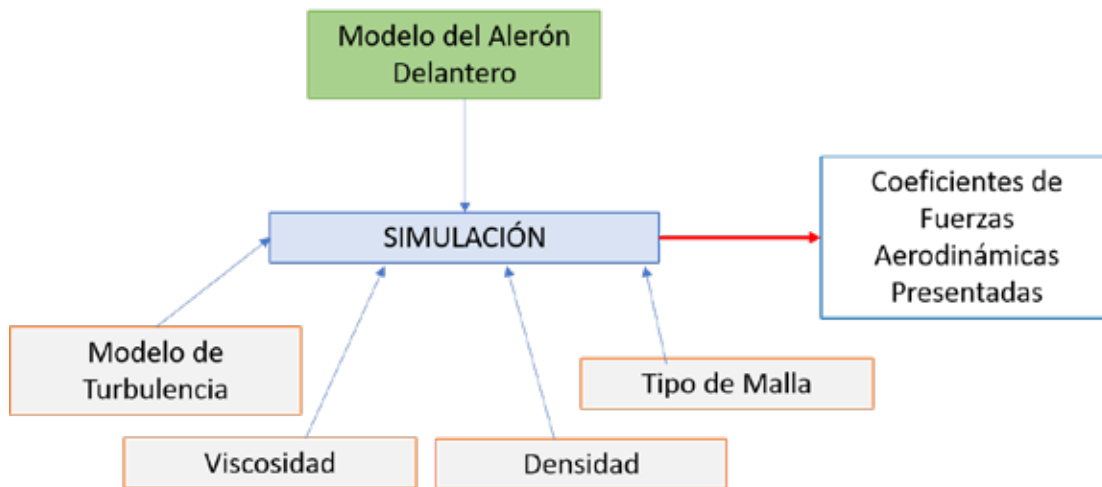 Modelo del Alerón
Delantero
SIMULACIÓN
Coeficientes de
Fuerzas
Aerodinámicas
Presentadas
Modelo de
Turbulencia
Tipo de Malla
Viscosidad
Densidad